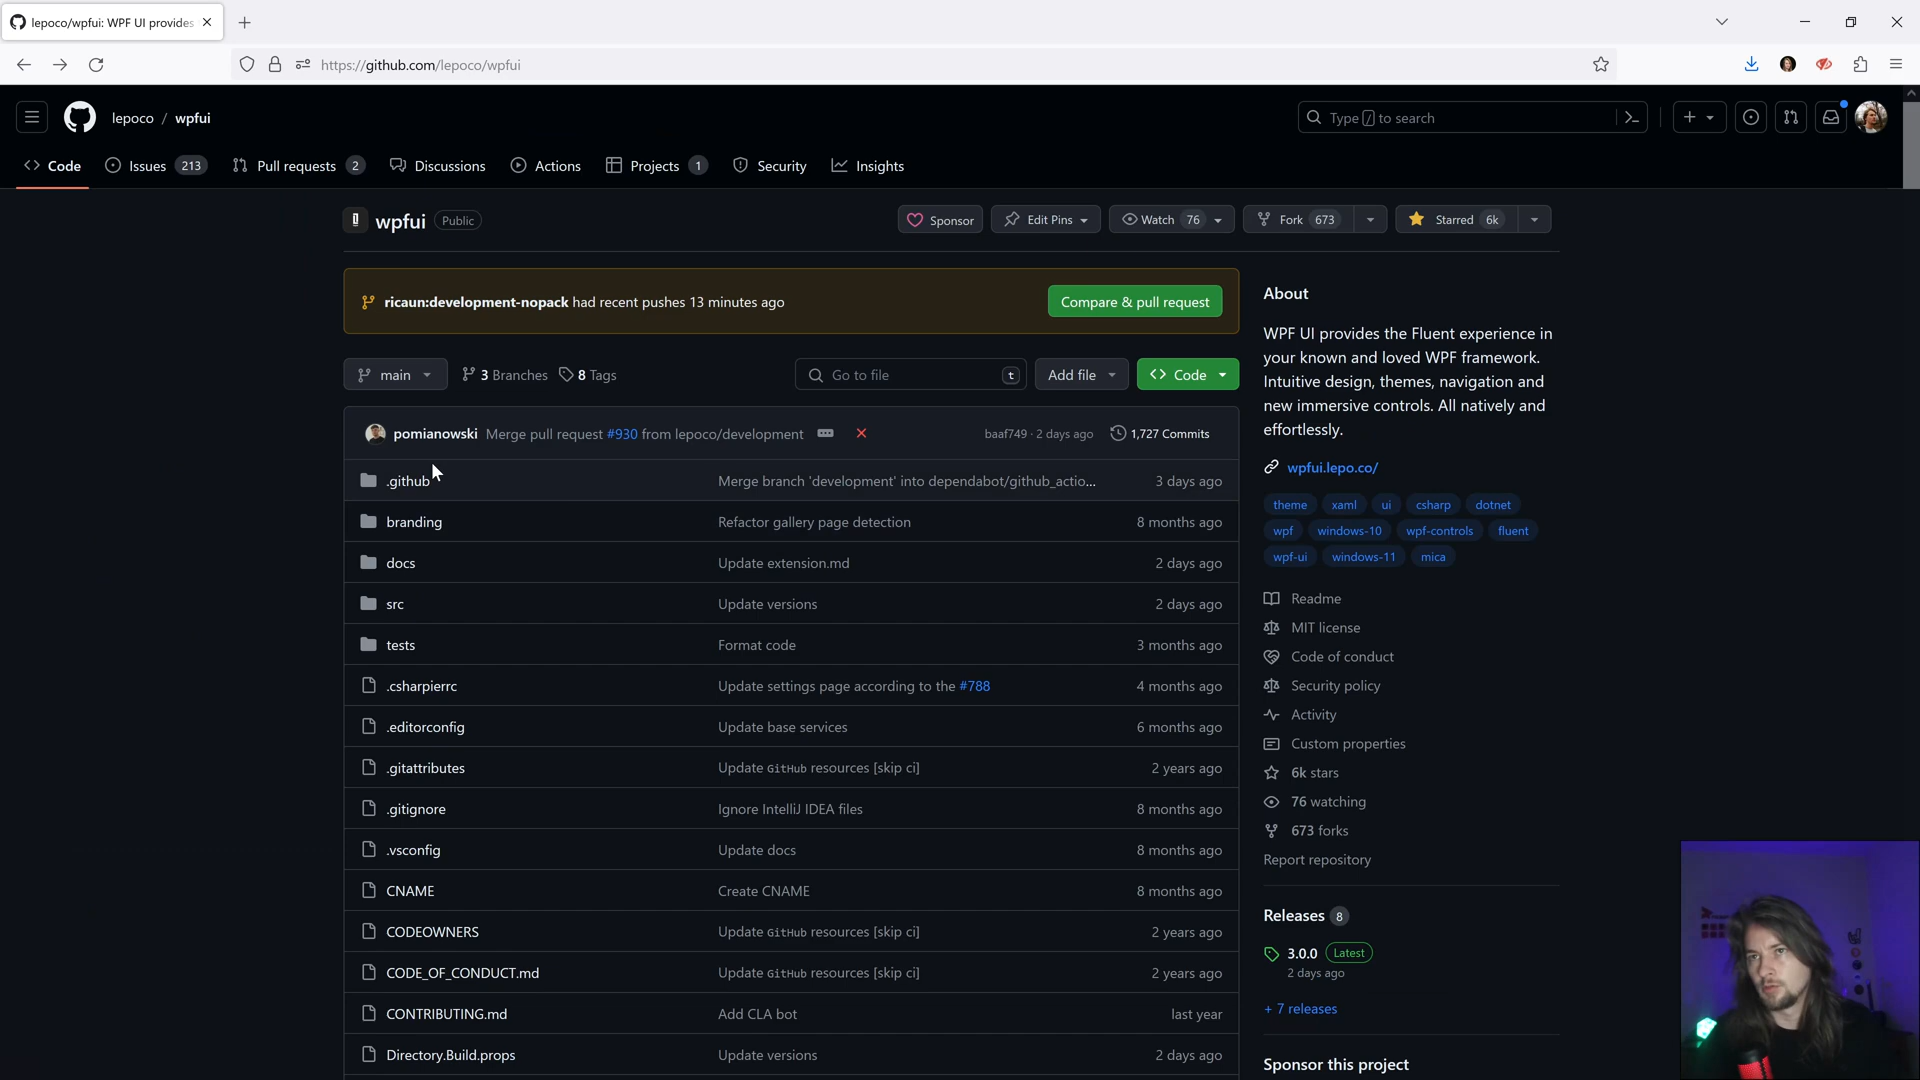 lepoco/wpfui: WPF UI provides
https://github.com/lepoco/wpfui
lepoco / wpfui
Type / to search
Code
Issues 213
Pull requests 2
Discussions
Actions
Projects 1
Security
Insights
wpfui Public
Sponsor
Edit Pins
Watch 76
Fork 673
Starred 6k
ricaun:development-nopack had recent pushes 13 minutes ago
Compare & pull request
main
3 Branches
8 Tags
Go to file t
Add file
Code
pomianowski Merge pull request #930 from lepoco/development
baaf749 · 2 days ago
1,727 Commits
.github Merge branch 'development' into dependabot/github_actio... 3 days ago
branding Refactor gallery page detection 8 months ago
docs Update extension.md 2 days ago
src Update versions 2 days ago
tests Format code 3 months ago
.csharpierrc Update settings page according to the #788 4 months ago
.editorconfig Update base services 6 months ago
.gitattributes Update GitHub resources [skip ci] 2 years ago
.gitignore Ignore IntelliJ IDEA files 8 months ago
.vsconfig Update docs 8 months ago
CNAME Create CNAME 8 months ago
CODEOWNERS Update GitHub resources [skip ci] 2 years ago
CODE_OF_CONDUCT.md Update GitHub resources [skip ci] 2 years ago
CONTRIBUTING.md Add CLA bot last year
Directory.Build.props Update versions 2 days ago
About
WPF UI provides the Fluent experience in
your known and loved WPF framework.
Intuitive design, themes, navigation and
new immersive controls. All natively and
effortlessly.
wpfui.lepo.co/
theme xaml ui csharp dotnet
wpf windows-10 wpf-controls fluent
wpf-ui windows-11 mica
Readme
MIT license
Code of conduct
Security policy
Activity
Custom properties
6k stars
76 watching
673 forks
Report repository
Releases 8
3.0.0 Latest
2 days ago
+ 7 releases
Sponsor this project